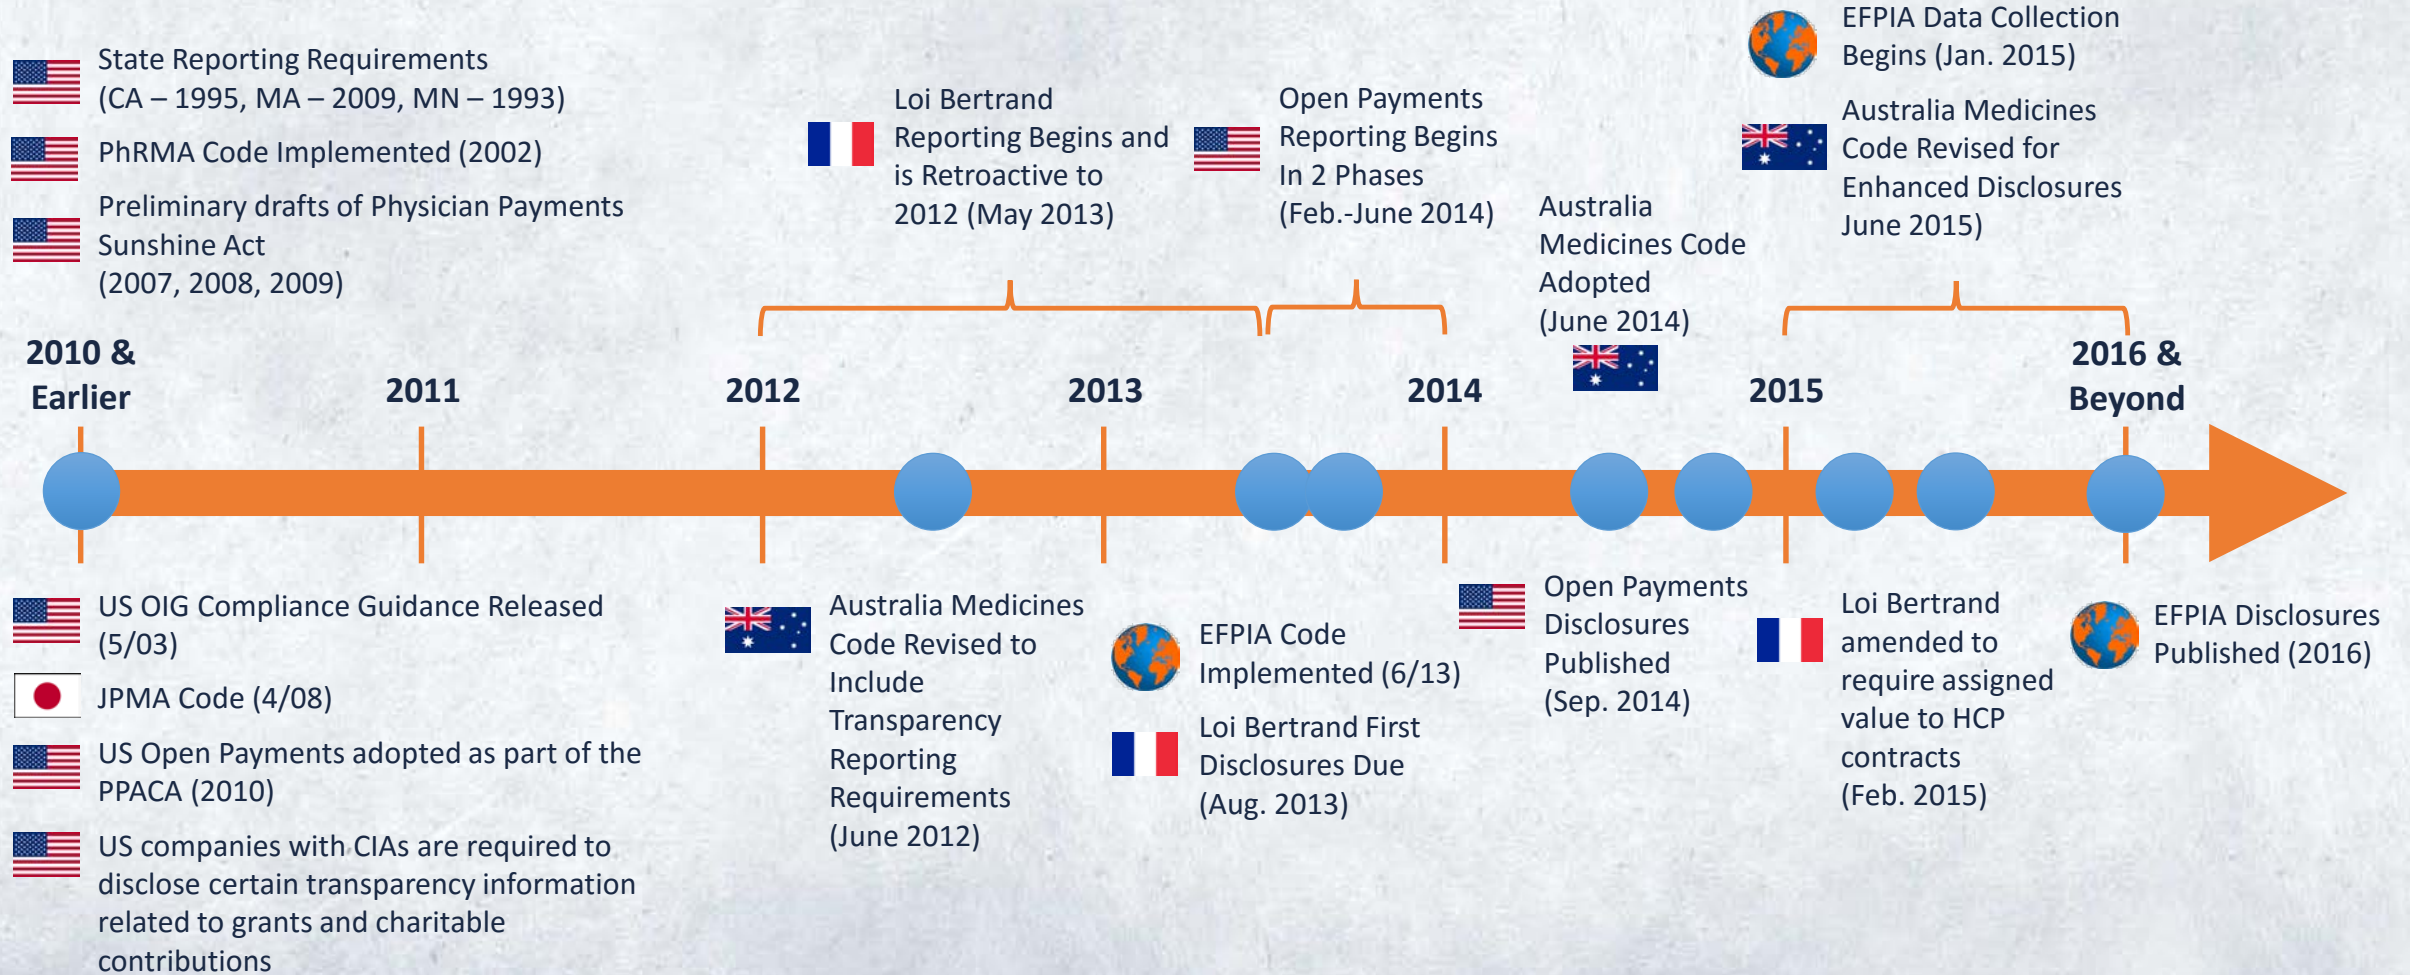 State Reporting Requirements
(CA – 1995, MA – 2009, MN – 1993)
PhRMA Code Implemented (2002)
Preliminary drafts of Physician Payments
Sunshine Act
(2007, 2008, 2009)
Loi Bertrand
Reporting Begins and
is Retroactive to
2012 (May 2013)
Open Payments
Reporting Begins
In 2 Phases
(Feb.-June 2014)
Australia
Medicines Code
Adopted
(June 2014)
EFPIA Data Collection
Begins (Jan. 2015)
Australia Medicines
Code Revised for
Enhanced Disclosures
June 2015)
2010 &
Earlier
2011
2012
2013
2014
2015
2016 &
Beyond
US OIG Compliance Guidance Released
(5/03)
JPMA Code (4/08)
US Open Payments adopted as part of the
PPACA (2010)
US companies with CIAs are required to
disclose certain transparency information
related to grants and charitable
contributions
Australia Medicines
Code Revised to
Include
Transparency
Reporting
Requirements
(June 2012)
EFPIA Code
Implemented (6/13)
Loi Bertrand First
Disclosures Due
(Aug. 2013)
Open Payments
Disclosures
Published
(Sep. 2014)
Loi Bertrand
amended to
require assigned
value to HCP
contracts
(Feb. 2015)
EFPIA Disclosures
Published (2016)